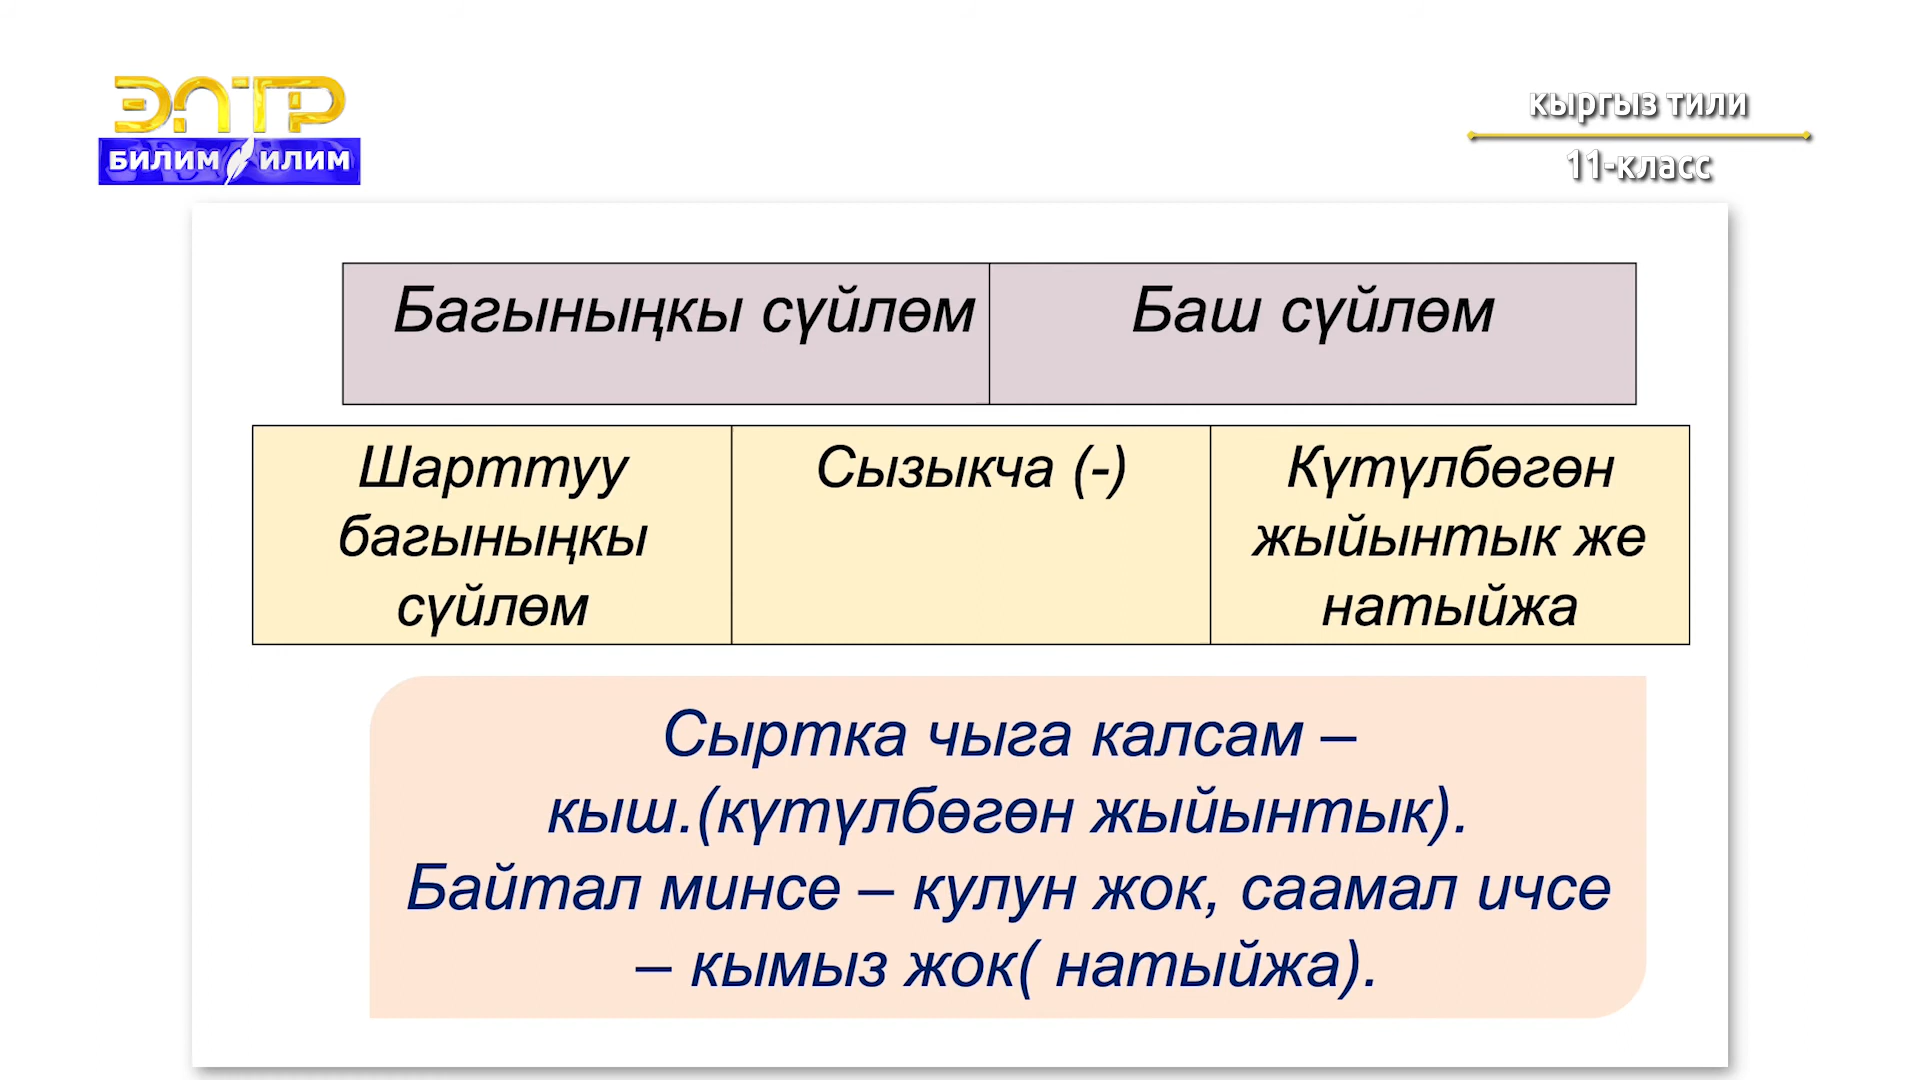 ЭЛТР
БИЛИМ ИЛИМ
кыргыз тили
11-класс
Багыныңкы сүйлөм
Баш сүйлөм
Шарттуу
багыныңкы
сүйлөм
Сызыкча (-)
Күтүлбөгөн
жыйынтык же
натыйжа
Сыртка чыга калсам –
кыш.(күтүлбөгөн жыйынтык).
Байтал минсе – кулун жок, саамал ичсе
– кымыз жок( натыйжа).